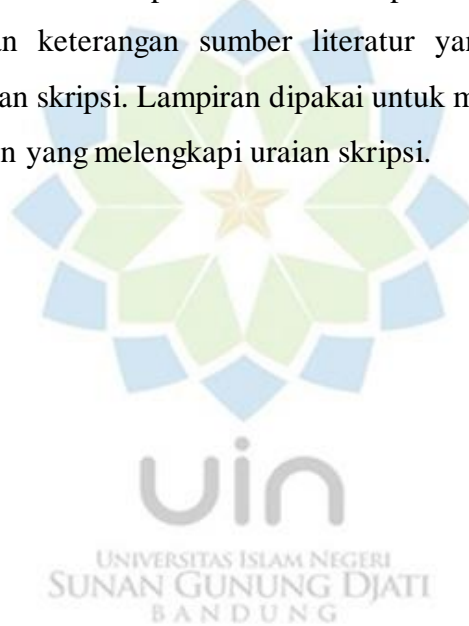 an keterangan sumber literatur yan
an skripsi. Lampiran dipakai untuk m
n yang melengkapi uraian skripsi.
uin
UNIVERSITAS ISLAM NEGERI
SUNAN GUNUNG DJATI
BANDUNG